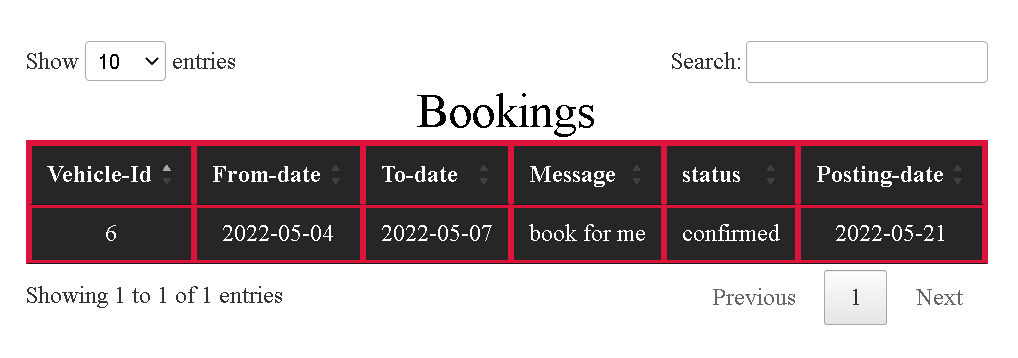 Show 10 entries Search:
Bookings
Vehicle-Id From-date To-date Message status Posting-date
6 2022-05-04 2022-05-07 book for me confirmed 2022-05-21
Showing 1 to 1 of 1 entries Previous 1 Next